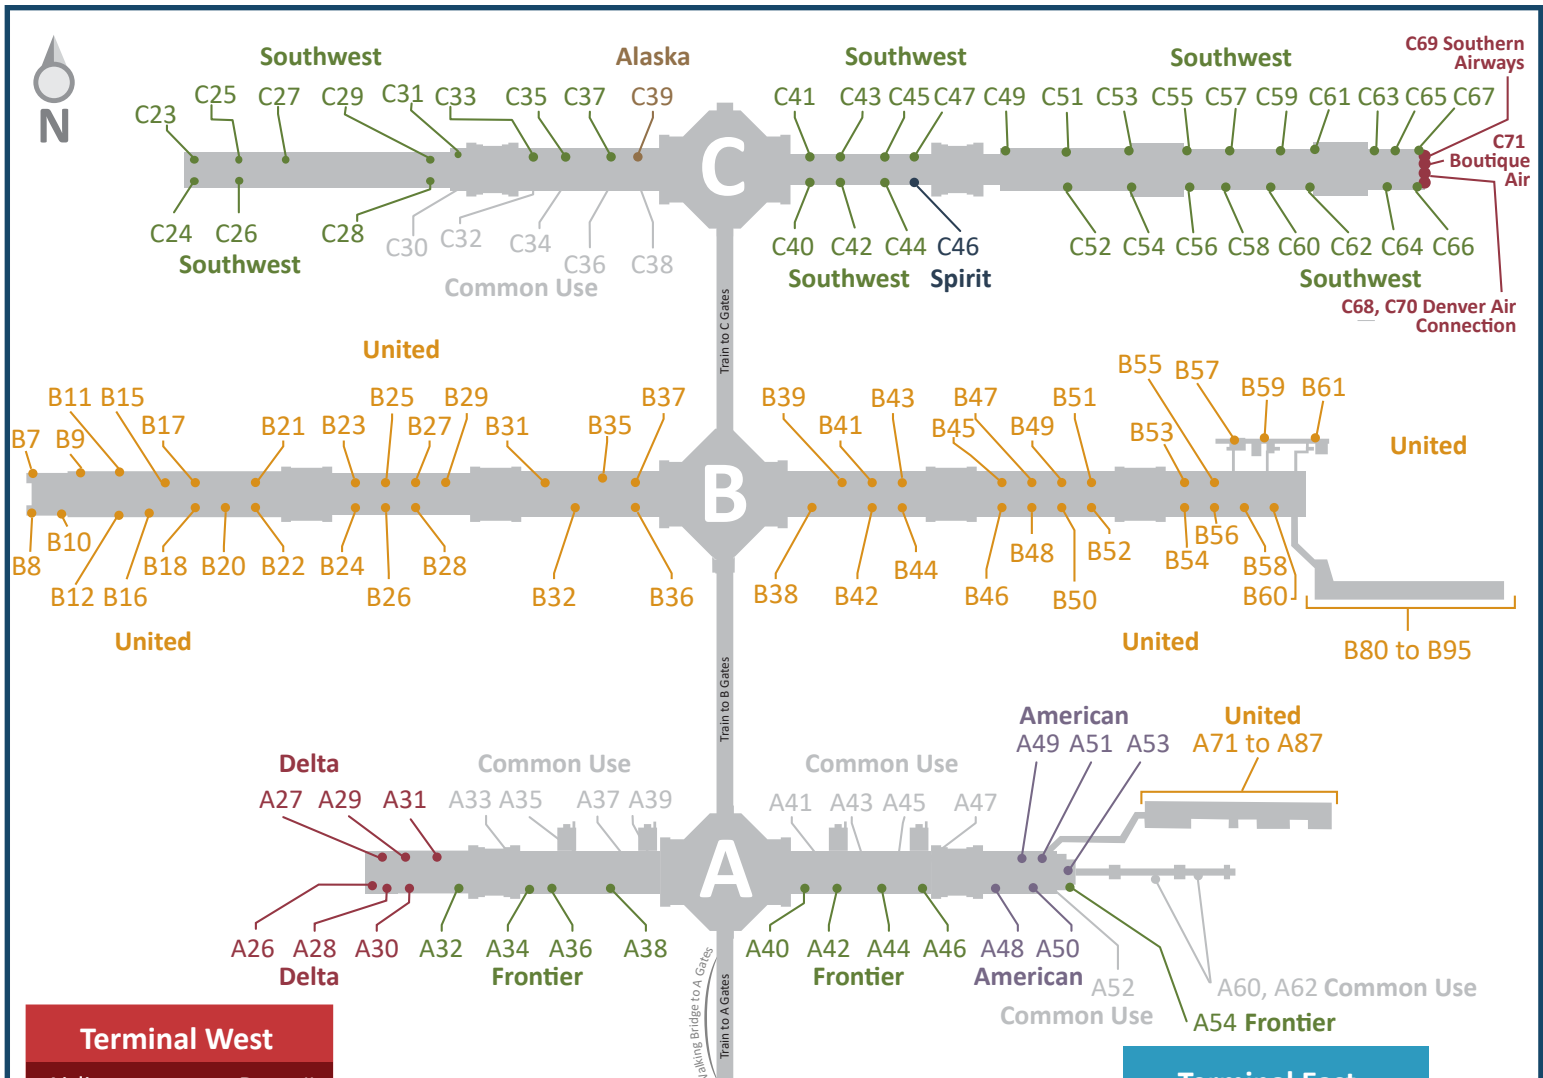 N
Southwest
Alaska
Southwest
Southwest
C69 Southern
Airways
C23
C25
C27
C29
C31
C33
C35
C37
C39
C41
C43
C45
C47
C49
C51
C53
C55
C57
C59
C61
C63
C65
C67
C71
Boutique
Air
C
C24
C26
C28
C30
C32
C34
C36
C38
C40
C42
C44
C46
C52
C54
C56
C58
C60
C62
C64
C66
Southwest
Common Use
Southwest
Spirit
Southwest
C68, C70 Denver Air
Connection
Train to C Gates
United
B7
B9
B11
B15
B17
B21
B23
B25
B27
B29
B31
B35
B37
B39
B41
B43
B45
B47
B49
B51
B53
B55
B57
B59
B61
United
B
B8
B10
B12
B16
B18
B20
B22
B24
B26
B28
B32
B36
B38
B42
B44
B46
B48
B50
B52
B54
B56
B58
B60
United
United
B80 to B95
Train to B Gates
Delta
Common Use
Common Use
American
United
A71 to A87
A27
A29
A31
A33
A35
A37
A39
A41
A43
A45
A47
A49
A51
A53
A
A26
A28
A30
A32
A34
A36
A38
A40
A42
A44
A46
A48
A50
Delta
Frontier
Frontier
American
A52
Common Use
A60, A62 Common Use
A54 Frontier
Walking Bridge to A Gates
Train to A Gates
Terminal West